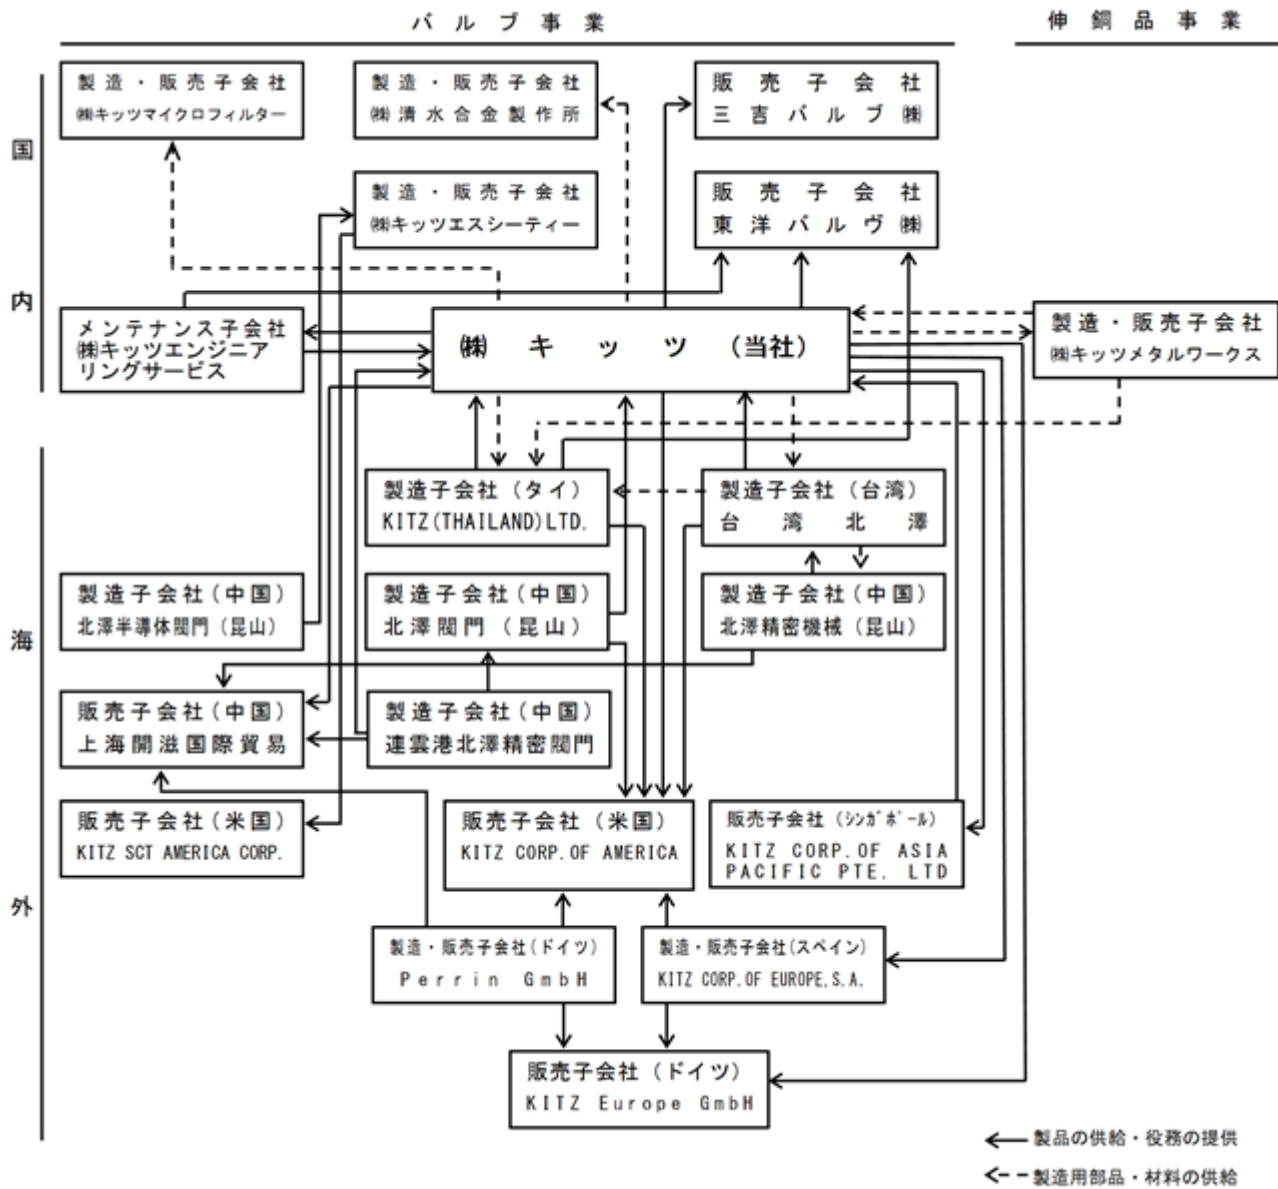 バルブ事業
伸銅品事業
国
内
海
外
製造・販売子会社
㈱キッツマイクロフィルター
製造・販売子会社
㈱清水合金製作所
販売子会社
三吉バルブ㈱
製造・販売子会社
㈱キッツエスシーティー
販売子会社
東洋バルヴ㈱
メンテナンス子会社
㈱キッツエンジニア
リングサービス
㈱キッツ(当社)
製造・販売子会社
㈱キッツメタルワークス
製造子会社(タイ)
KITZ(THAILAND)LTD.
製造子会社(台湾)
台湾北澤
製造子会社(中国)
北澤半導体閥門(昆山)
製造子会社(中国)
北澤閥門(昆山)
製造子会社(中国)
北澤精密機械(昆山)
販売子会社(中国)
上海開滋国際貿易
製造子会社(中国)
連雲港北澤精密閥門
販売子会社(米国)
KITZ SCT AMERICA CORP.
販売子会社(米国)
KITZ CORP.OF AMERICA
販売子会社(シンガポール)
KITZ CORP.OF ASIA
PACIFIC PTE. LTD
製造・販売子会社(ドイツ)
Perrin GmbH
製造・販売子会社(スペイン)
KITZ CORP.OF EUROPE,S.A.
販売子会社(ドイツ)
KITZ Europe GmbH
製品の供給・役務の提供
製造用部品・材料の供給